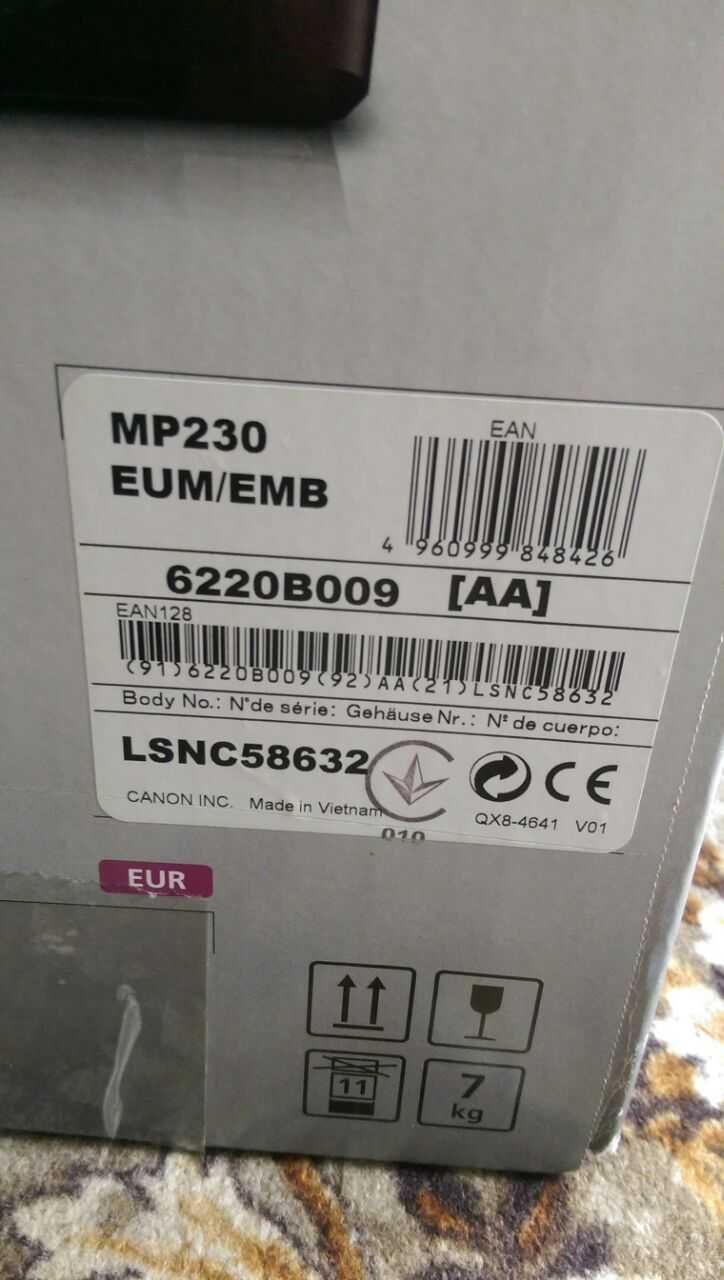 MP230
EUM/EMB
EAN
4 960999 848426
6220B009 [AA]
EAN128
(91)6220B009(92)AA(21)LSNC58632
Body No.: N°de série: Gehäuse Nr.: Nº de cuerpo:
LSNC58632
CE
CANON INC. Made in Vietnam
010
QX8-4641 V01
EUR
11
7
kg